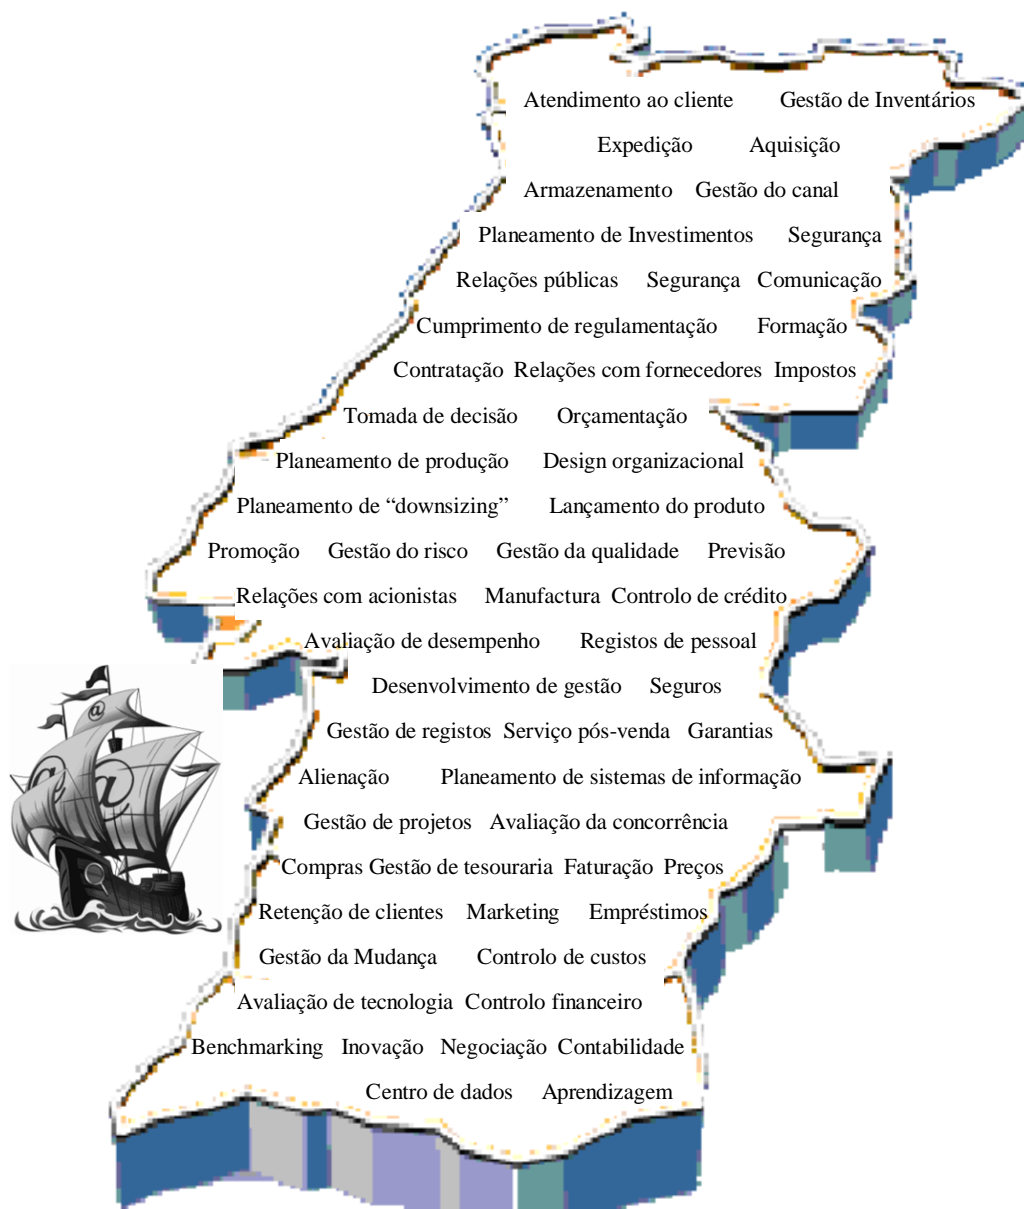 Atendimento ao cliente Gestão de Inventários
Expedição Aquisição
Armazenamento Gestão do canal
Planeamento de Investimentos Segurança
Relações públicas Segurança Comunicação
Cumprimento de regulamentação Formação
Contratação Relações com fornecedores Impostos
Tomada de decisão Orçamentação
Planeamento de produção Design organizacional
Planeamento de “downsizing” Lançamento do produto
Promoção Gestão do risco Gestão da qualidade Previsão
Relações com acionistas Manufactura Controlo de crédito
Avaliação de desempenho Registos de pessoal
Desenvolvimento de gestão Seguros
Gestão de registos Serviço pós-venda Garantias
Alienação Planeamento de sistemas de informação
Gestão de projetos Avaliação da concorrência
Compras Gestão de tesouraria Faturação Preços
Retenção de clientes Marketing Empréstimos
Gestão da Mudança Controlo de custos
Avaliação de tecnologia Controlo financeiro
Benchmarking Inovação Negociação Contabilidade
Centro de dados Aprendizagem
@
@
@